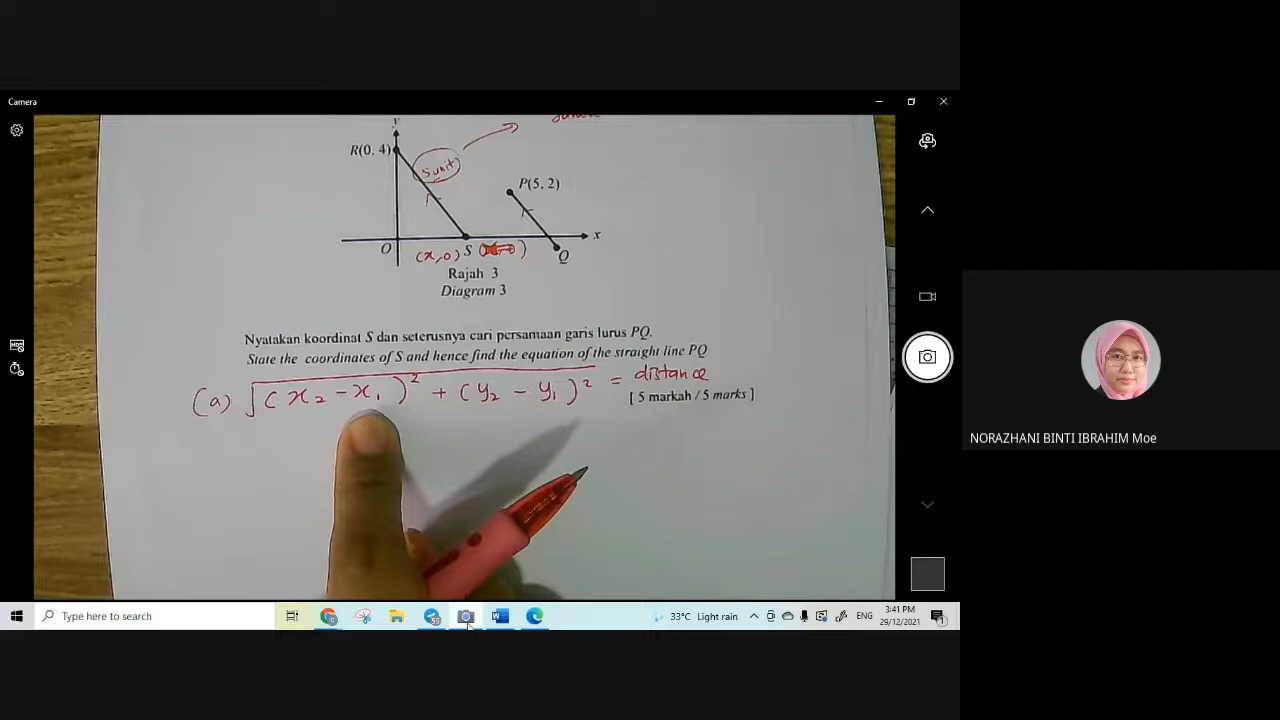 Camera
y
R(0, 4)
5 unit
P(5, 2)
x
O
(x,0) S
Q
Rajah 3
Diagram 3
Nyatakan koordinat S dan seterusnya cari persamaan garis lurus PQ.
State the coordinates of S and hence find the equation of the straight line PQ
(a) √(x₂ - x₁)² + (y₂ - y₁)² = distance
[ 5 markah / 5 marks ]
NORAZHANI BINTI IBRAHIM Moe
Type here to search
33°C Light rain
ENG
3:41 PM
29/12/2021